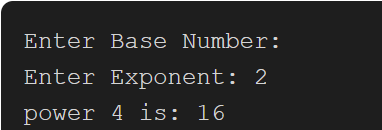 Enter Base Number:
Enter Exponent: 2
power 4 is: 16